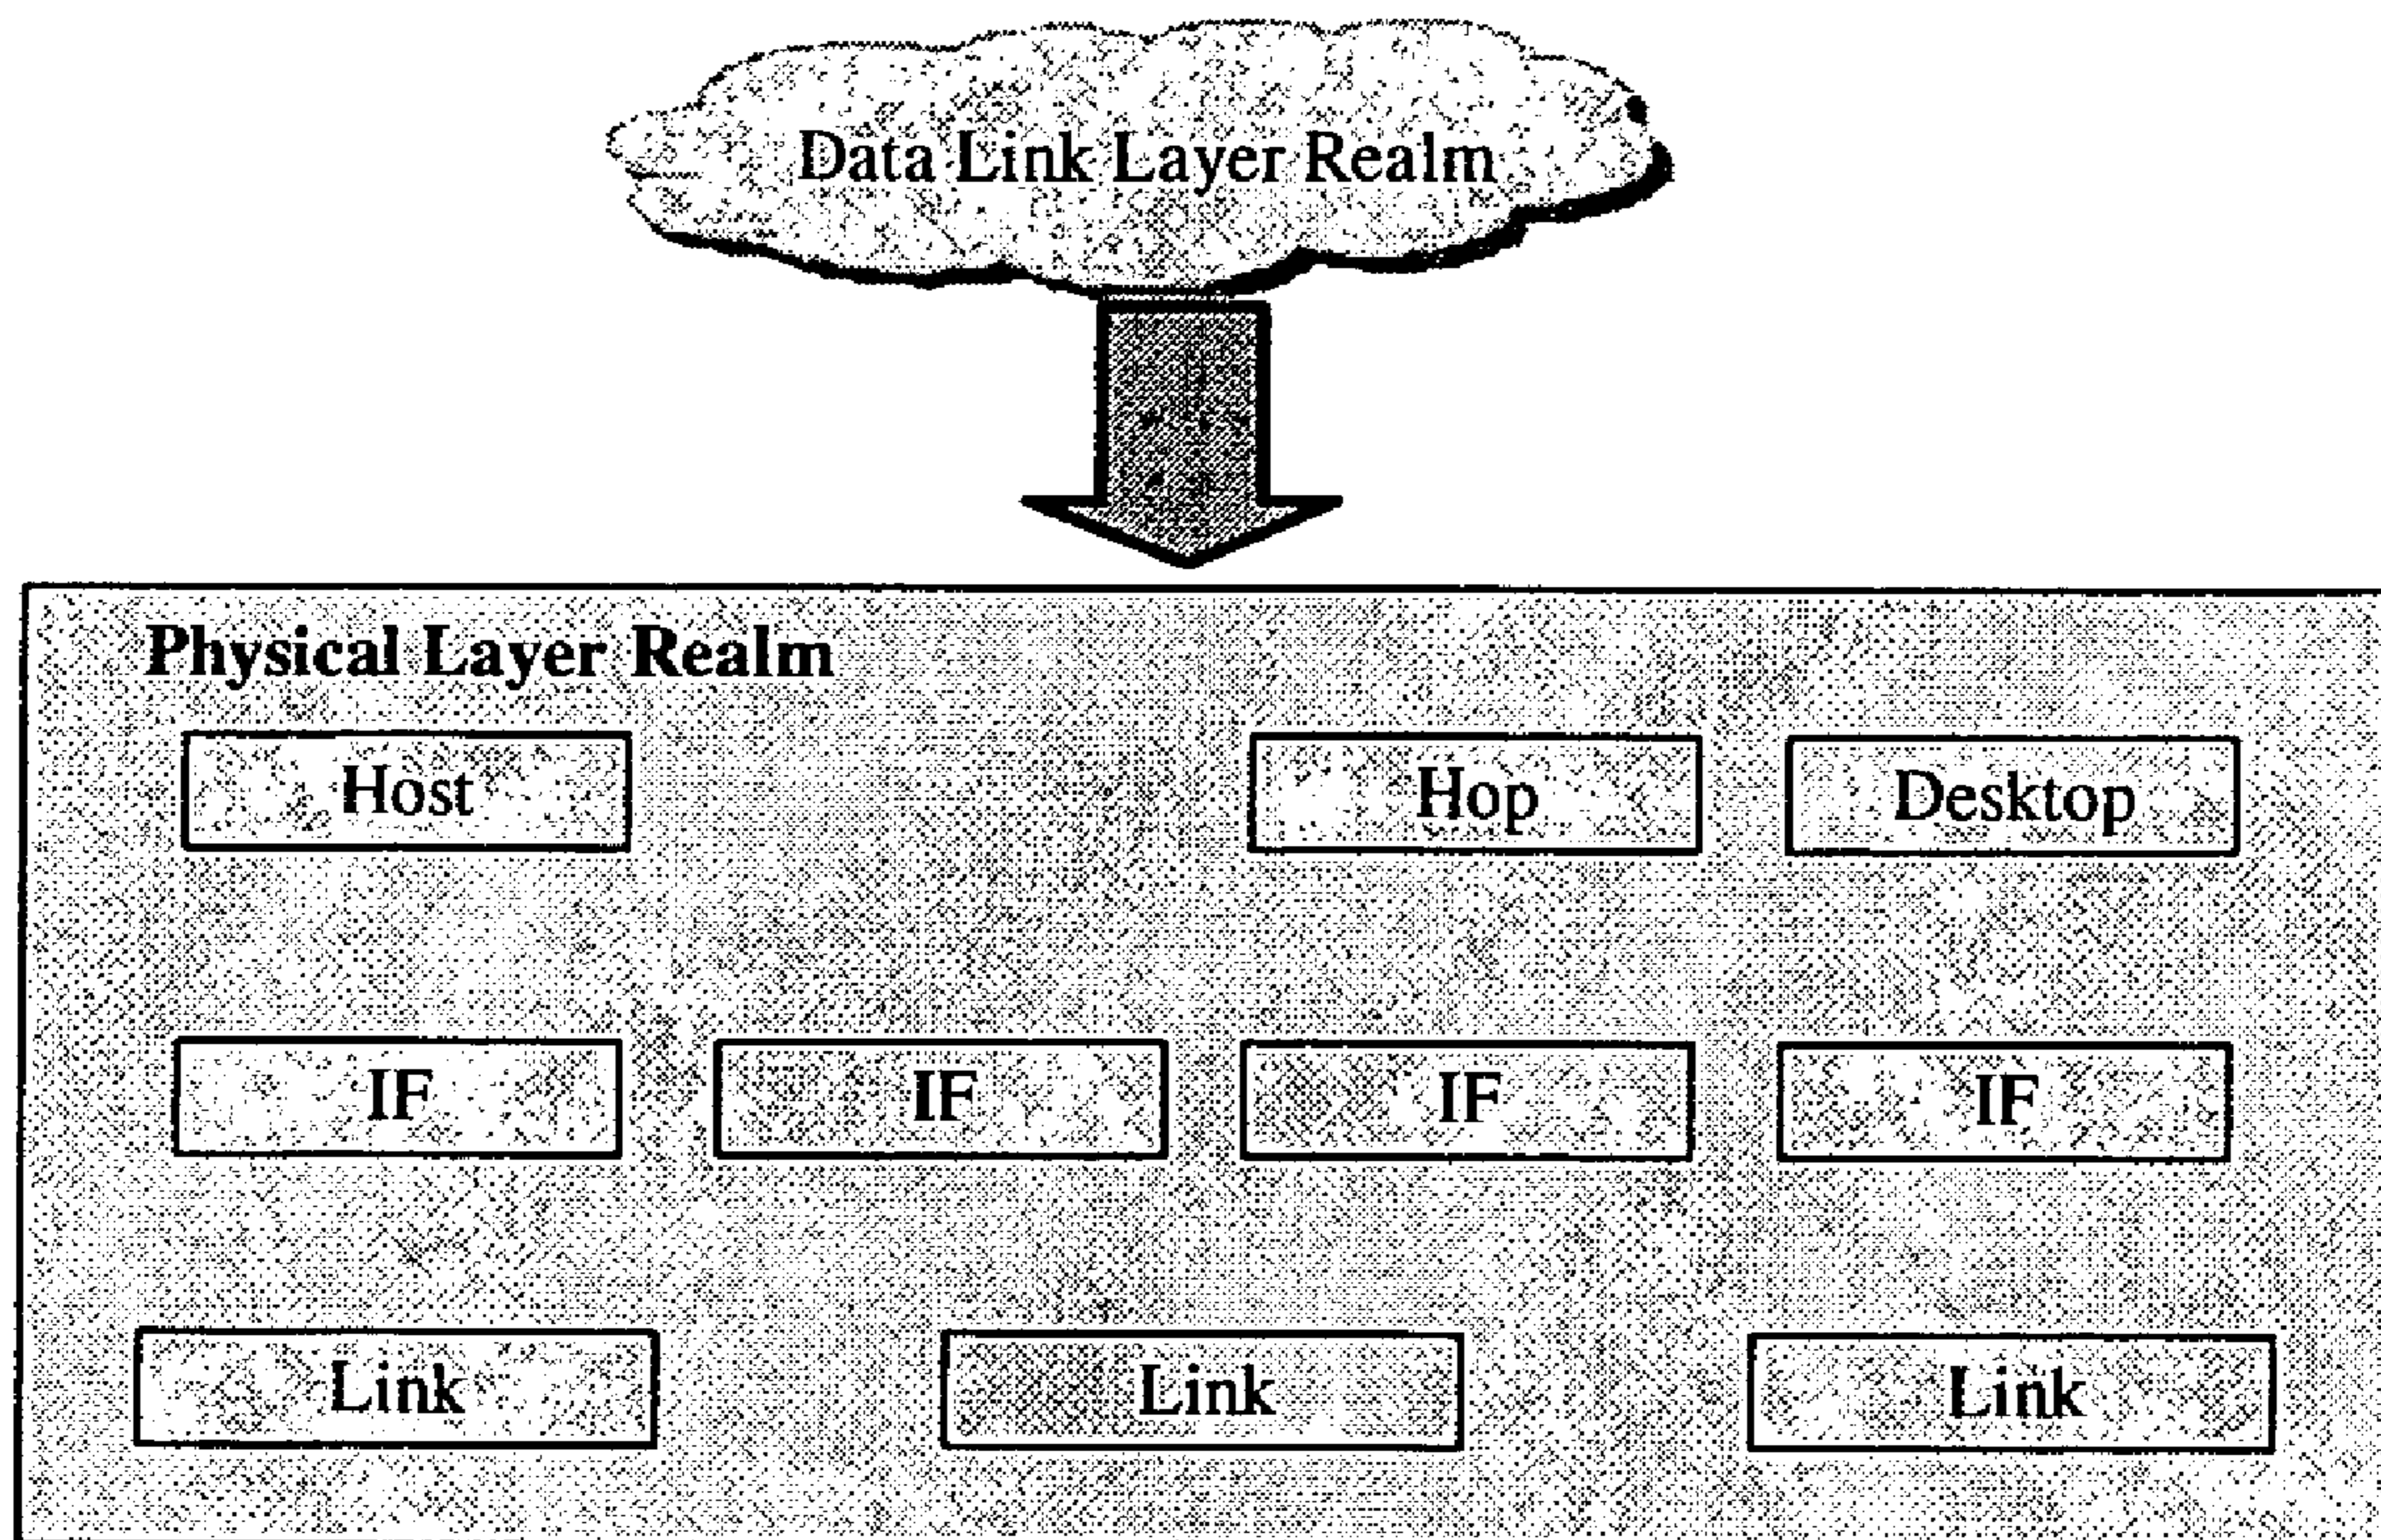 Data Link Layer Realm
Physical Layer Realm
Host Hop Desktop
IF IF IF IF
Link Link Link